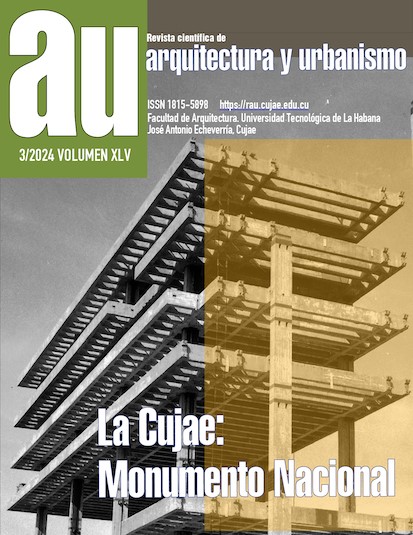 au
Revista científica de
arquitectura y urbanismo
ISSN 1815-5898 https://rau.cujae.edu.cu
Facultad de Arquitectura. Universidad Tecnológica de La Habana
José Antonio Echeverría, Cujae
3/2024 VOLUMEN XLV
La Cujae:
Monumento Nacional